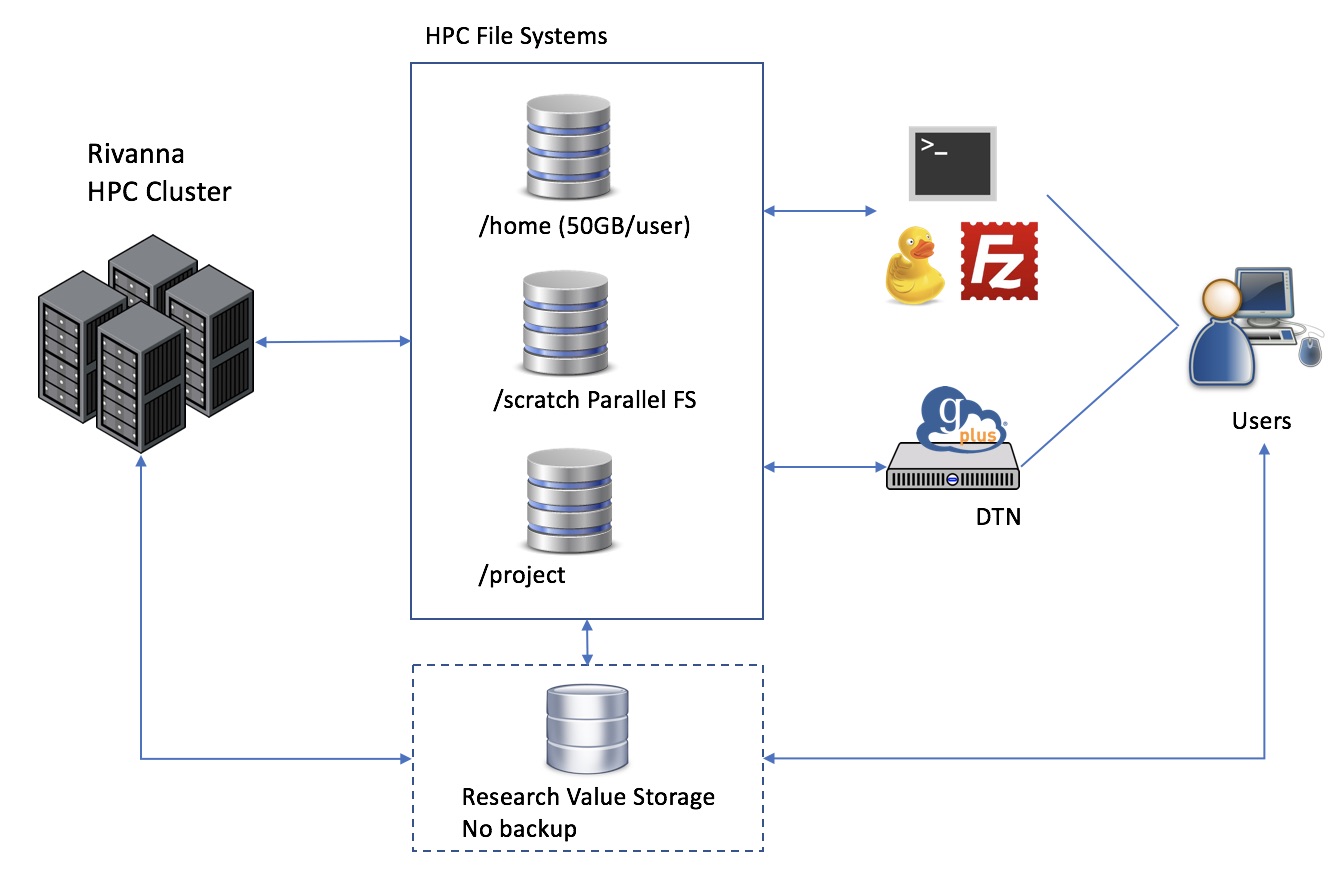 HPC File Systems
Rivanna
HPC Cluster
/home (50GB/user)
>_
Fz
/scratch Parallel FS
g
plus
Users
DTN
/project
Research Value Storage
No backup